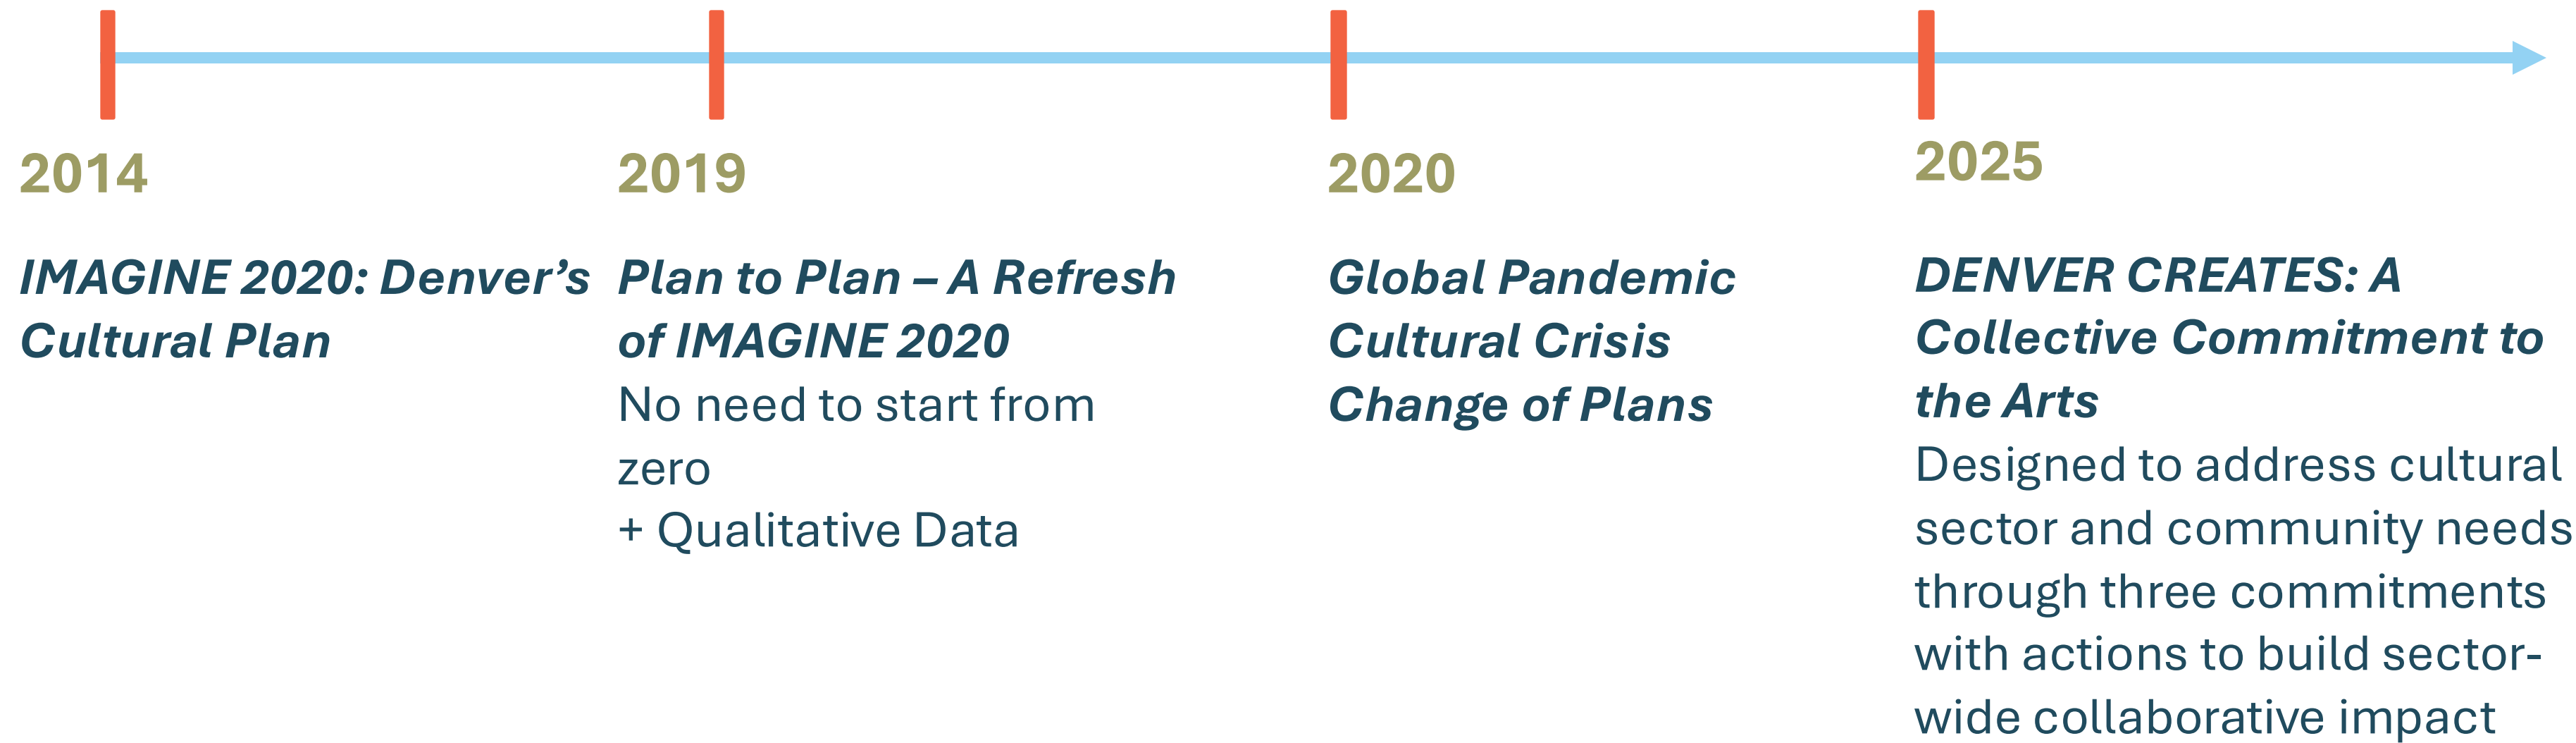 2014
IMAGINE 2020: Denver’s
Cultural Plan
2019
Plan to Plan – A Refresh
of IMAGINE 2020
No need to start from
zero
+ Qualitative Data
2020
Global Pandemic
Cultural Crisis
Change of Plans
2025
DENVER CREATES: A
Collective Commitment to
the Arts
Designed to address cultural
sector and community needs
through three commitments
with actions to build sector-
wide collaborative impact